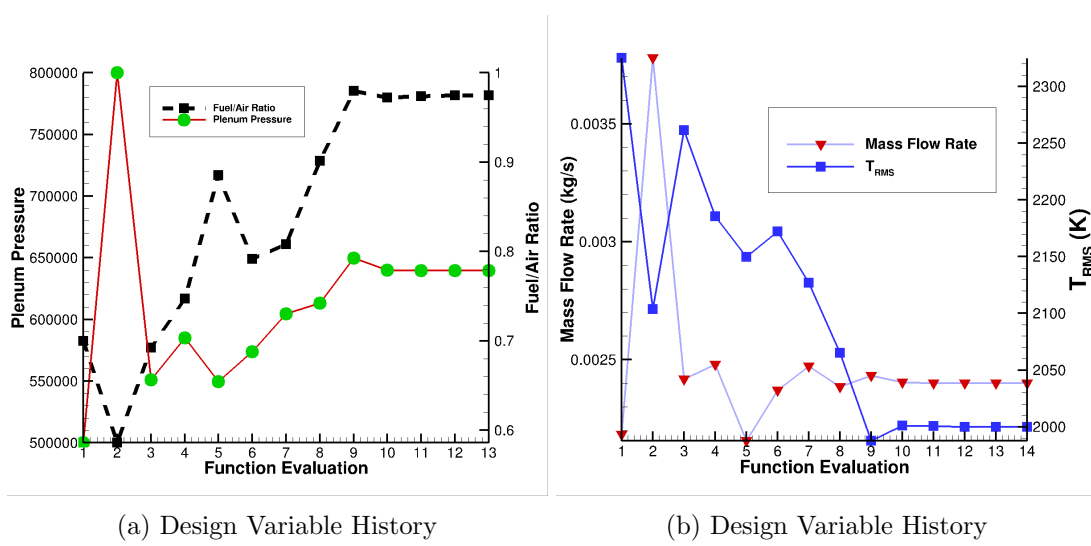 800000
750000
700000
650000
600000
550000
500000
Plenum Pressure
1
0.9
0.8
0.7
0.6
Fuel/Air Ratio
Fuel/Air Ratio
Plenum Pressure
1 2 3 4 5 6 7 8 9 10 11 12 13
Function Evaluation
(a) Design Variable History
0.0035
0.003
0.0025
Mass Flow Rate (kg/s)
2300
2250
2200
2150
2100
2050
2000
T_RMS (K)
Mass Flow Rate
T_RMS
1 2 3 4 5 6 7 8 9 10 11 12 13 14
Function Evaluation
(b) Design Variable History